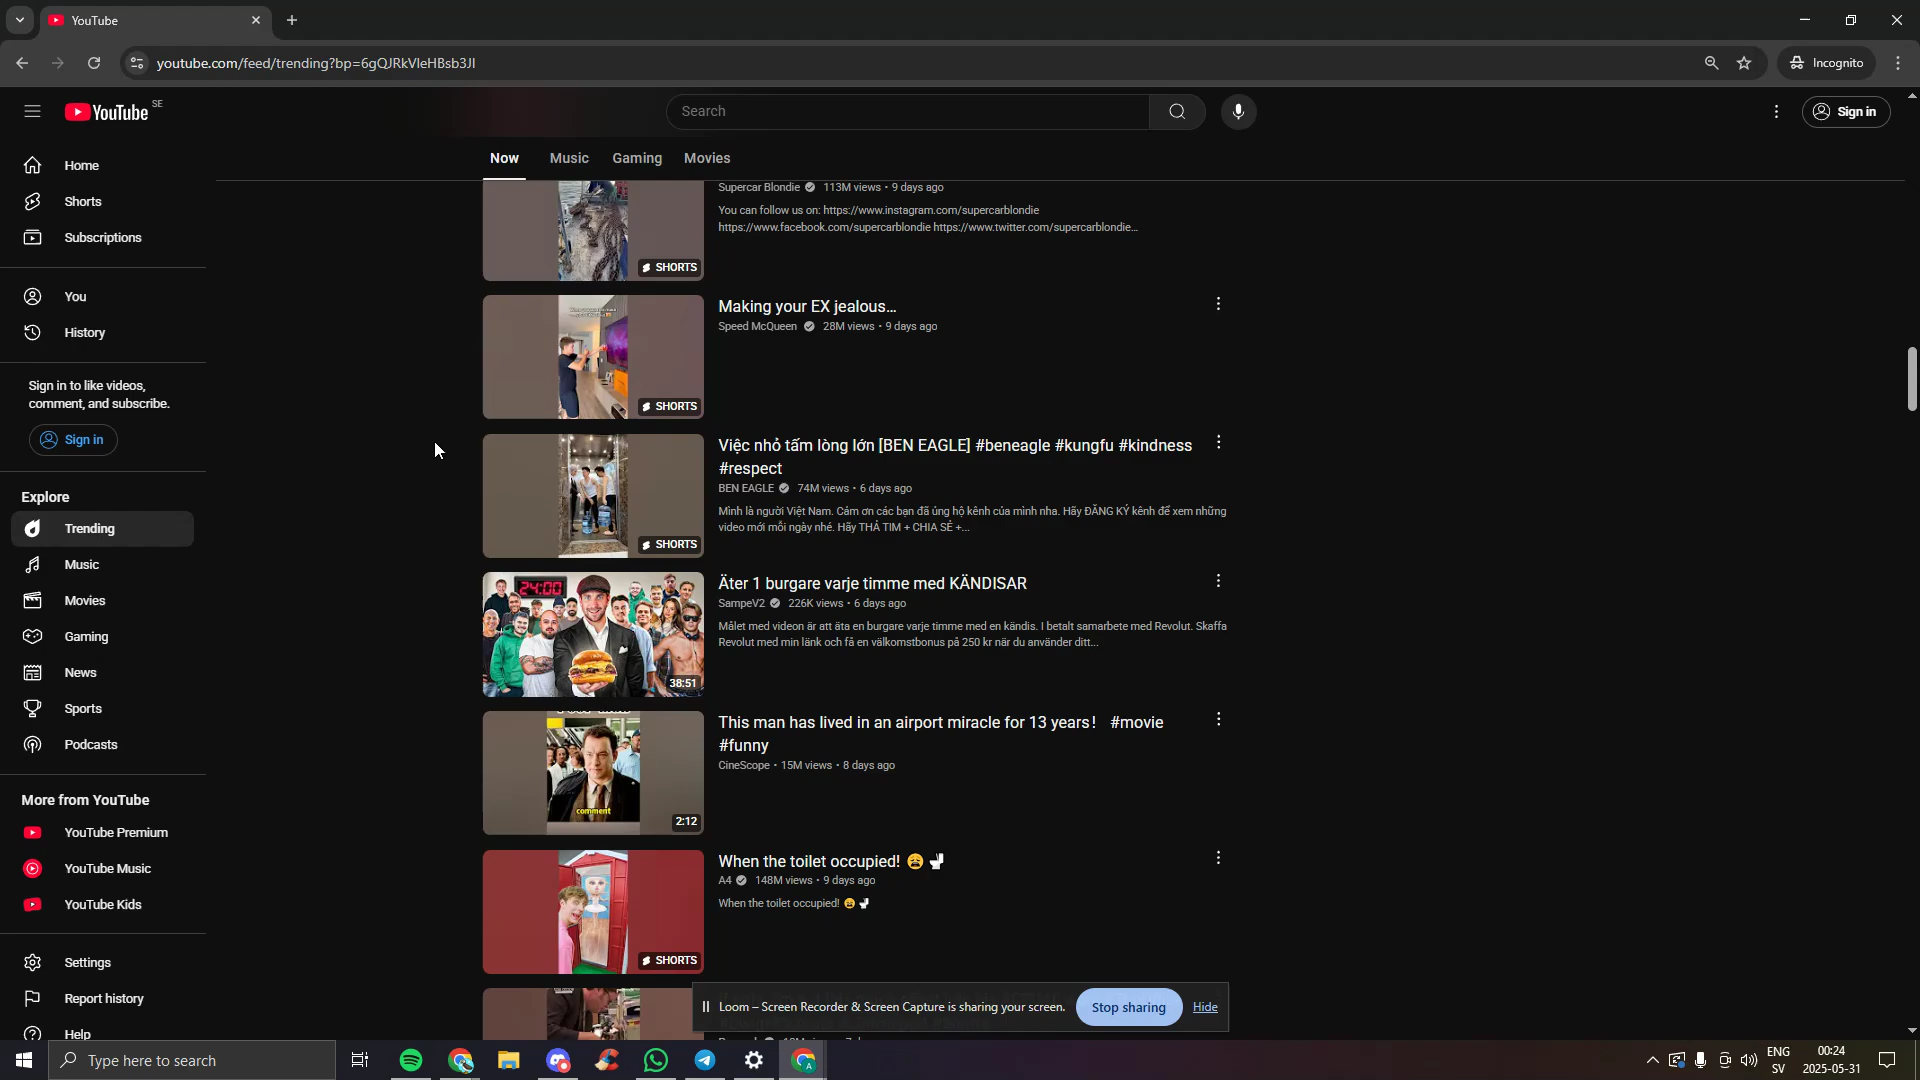 YouTube
youtube.com/feed/trending?bp=6gQJRkVleHBsb3JI
Incognito
YouTube SE
Search
Sign in
Home
Shorts
Subscriptions
You
History
Sign in to like videos,
comment, and subscribe.
Sign in
Explore
Trending
Music
Movies
Gaming
News
Sports
Podcasts
More from YouTube
YouTube Premium
YouTube Music
YouTube Kids
Settings
Report history
Help
Now Music Gaming Movies
Supercar Blondie 113M views • 9 days ago
You can follow us on: https://www.instagram.com/supercarblondie
https://www.facebook.com/supercarblondie https://www.twitter.com/supercarblondie...
SHORTS
Making your EX jealous...
Speed McQueen 28M views • 9 days ago
SHORTS
Việc nhỏ tấm lòng lớn [BEN EAGLE] #beneagle #kungfu #kindness
#respect
BEN EAGLE 74M views • 6 days ago
Mình là người Việt Nam. Cảm ơn các bạn đã ủng hộ kênh của mình nha. Hãy ĐĂNG KÝ kênh để xem những
video mới mỗi ngày nhé. Hãy THẢ TIM + CHIA SẺ +...
SHORTS
24:00
38:51
Äter 1 burgare varje timme med KÄNDISAR
SampeV2 226K views • 6 days ago
Målet med videon är att äta en burgare varje timme med en kändis. I betalt samarbete med Revolut. Skaffa
Revolut med min länk och få en välkomstbonus på 250 kr när du använder ditt...
This man has lived in an airport miracle for 13 years！ #movie
#funny
CineScope • 15M views • 8 days ago
comment
2:12
When the toilet occupied! 😩🚽
A4 148M views • 9 days ago
When the toilet occupied! 😩🚽
SHORTS
Loom – Screen Recorder & Screen Capture is sharing your screen.
Stop sharing
Hide
Type here to search
ENG
SV
00:24
2025-05-31